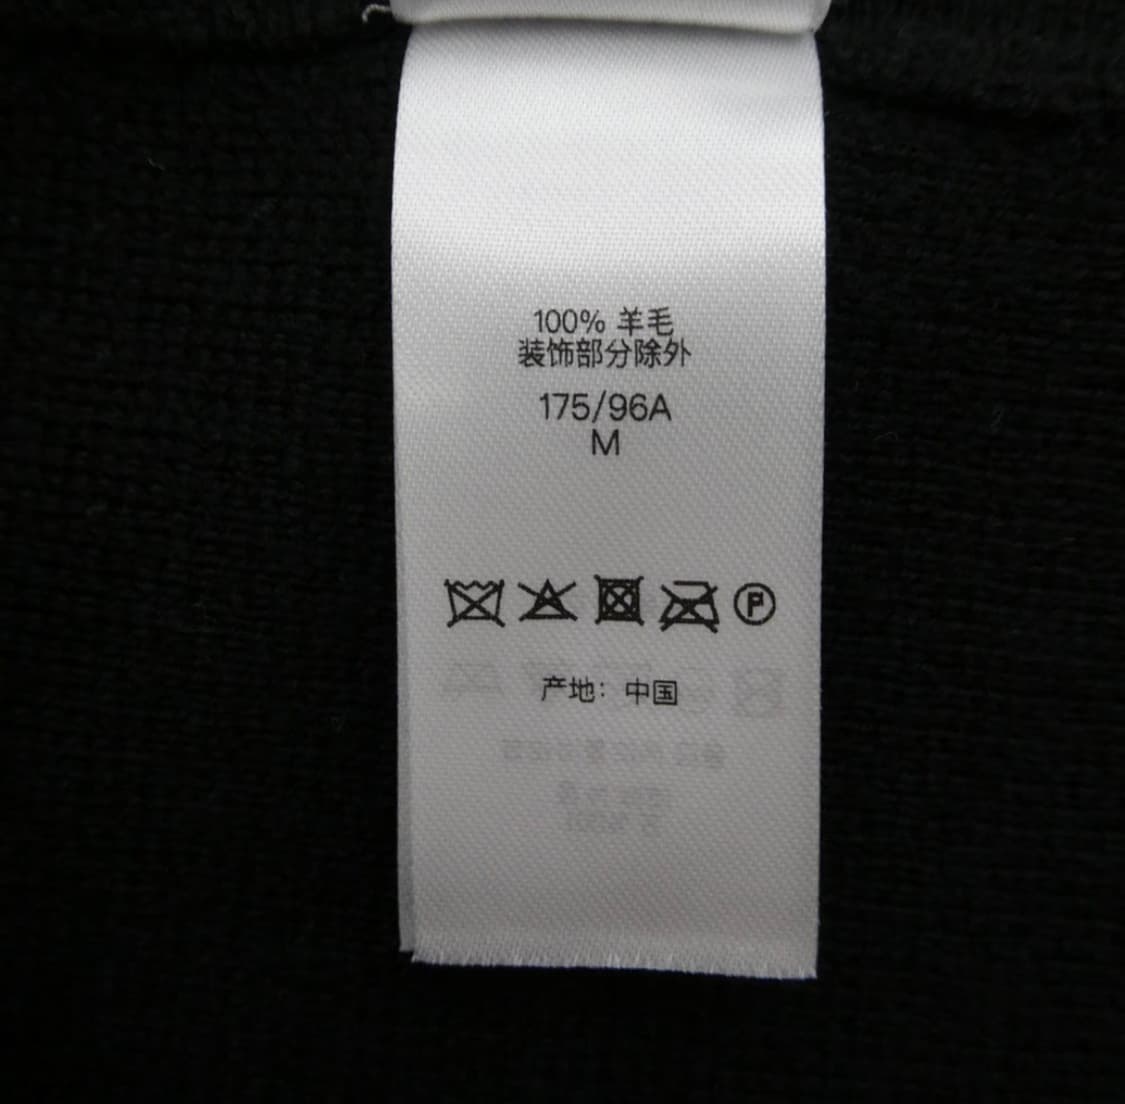 100% 羊毛
装饰部分除外
175/96A
M
P
产地：中国